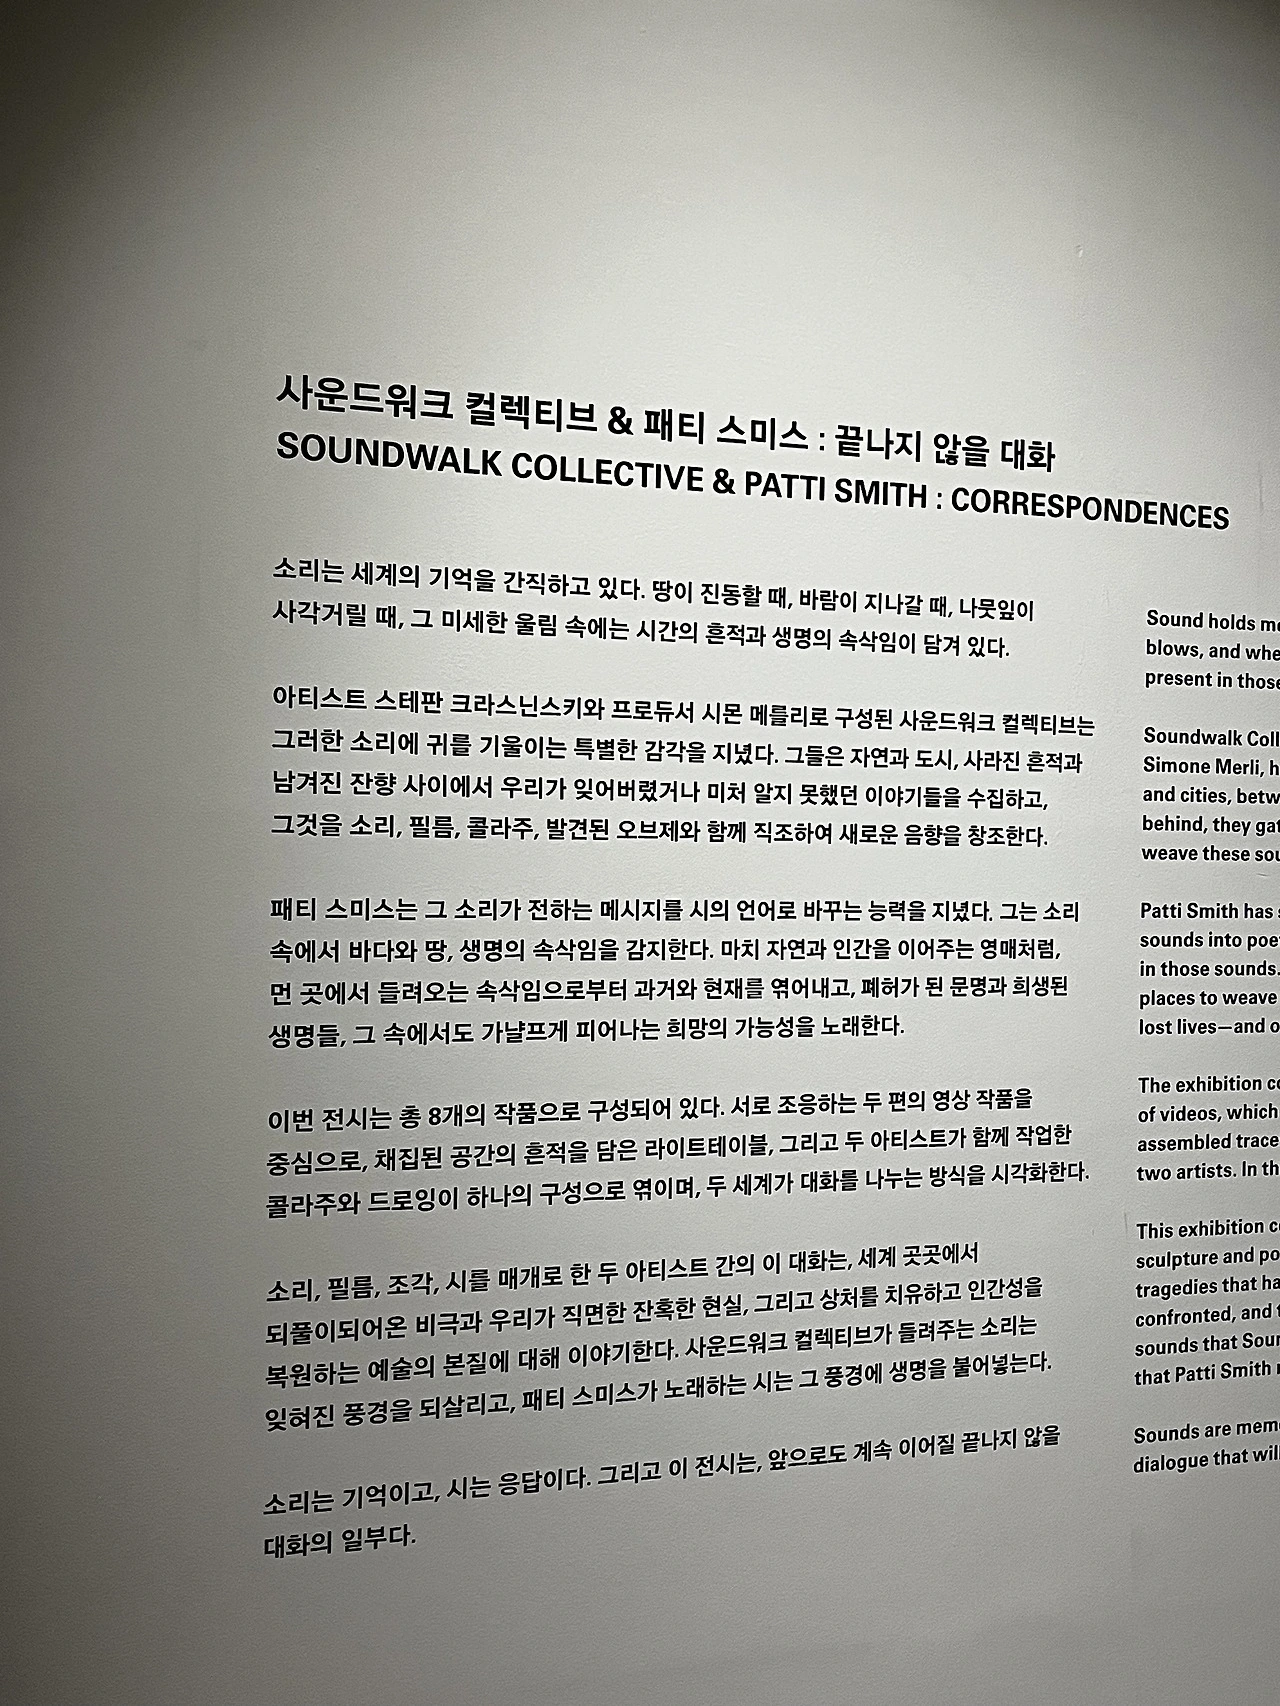 사운드워크 컬렉티브 & 패티 스미스 : 끝나지 않을 대화
SOUNDWALK COLLECTIVE & PATTI SMITH : CORRESPONDENCES
소리는 세계의 기억을 간직하고 있다. 땅이 진동할 때, 바람이 지나갈 때, 나뭇잎이
사각거릴 때, 그 미세한 울림 속에는 시간의 흔적과 생명의 속삭임이 담겨 있다.
아티스트 스테판 크라스닌스키와 프로듀서 시몬 메를리로 구성된 사운드워크 컬렉티브는
그러한 소리에 귀를 기울이는 특별한 감각을 지녔다. 그들은 자연과 도시, 사라진 흔적과
남겨진 잔향 사이에서 우리가 잊어버렸거나 미처 알지 못했던 이야기들을 수집하고,
그것을 소리, 필름, 콜라주, 발견된 오브제와 함께 직조하여 새로운 음향을 창조한다.
패티 스미스는 그 소리가 전하는 메시지를 시의 언어로 바꾸는 능력을 지녔다. 그는 소리
속에서 바다와 땅, 생명의 속삭임을 감지한다. 마치 자연과 인간을 이어주는 영매처럼,
먼 곳에서 들려오는 속삭임으로부터 과거와 현재를 엮어내고, 폐허가 된 문명과 희생된
생명들, 그 속에서도 가냘프게 피어나는 희망의 가능성을 노래한다.
이번 전시는 총 8개의 작품으로 구성되어 있다. 서로 조응하는 두 편의 영상 작품을
중심으로, 채집된 공간의 흔적을 담은 라이트테이블, 그리고 두 아티스트가 함께 작업한
콜라주와 드로잉이 하나의 구성으로 엮이며, 두 세계가 대화를 나누는 방식을 시각화한다.
소리, 필름, 조각, 시를 매개로 한 두 아티스트 간의 이 대화는, 세계 곳곳에서
되풀이되어온 비극과 우리가 직면한 잔혹한 현실, 그리고 상처를 치유하고 인간성을
복원하는 예술의 본질에 대해 이야기한다. 사운드워크 컬렉티브가 들려주는 소리는
잊혀진 풍경을 되살리고, 패티 스미스가 노래하는 시는 그 풍경에 생명을 불어넣는다.
소리는 기억이고, 시는 응답이다. 그리고 이 전시는, 앞으로도 계속 이어질 끝나지 않을
대화의 일부다.
Sound holds
blows, and
present in those
Soundwalk
Simone Merli,
and cities,
behind, they
weave these
Patti Smith has
sounds into
in those sounds.
places to weave
lost lives—and
The exhibition
of videos, which
assembled
two artists. In
This exhibition
sculpture and
tragedies that
confronted, and
sounds that
that Patti Smith
Sounds are
dialogue that